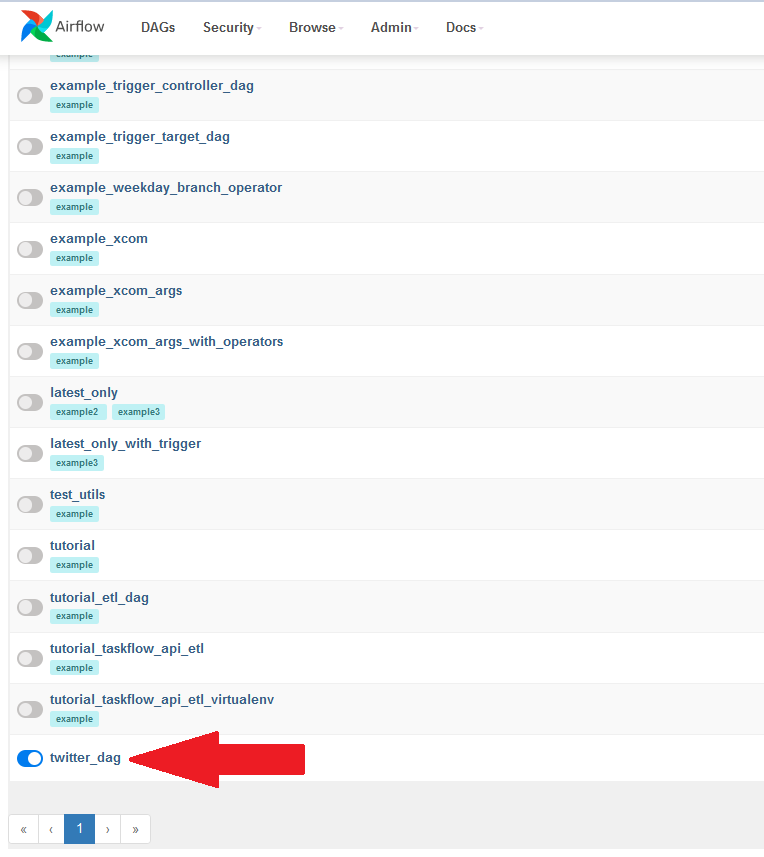 Airflow DAGs Security Browse Admin Docs
example
example_trigger_controller_dag
example
example_trigger_target_dag
example
example_weekday_branch_operator
example
example_xcom
example
example_xcom_args
example
example_xcom_args_with_operators
example
latest_only
example2 example3
latest_only_with_trigger
example3
test_utils
example
tutorial
example
tutorial_etl_dag
example
tutorial_taskflow_api_etl
example
tutorial_taskflow_api_etl_virtualenv
example
twitter_dag
« ‹ 1 › »